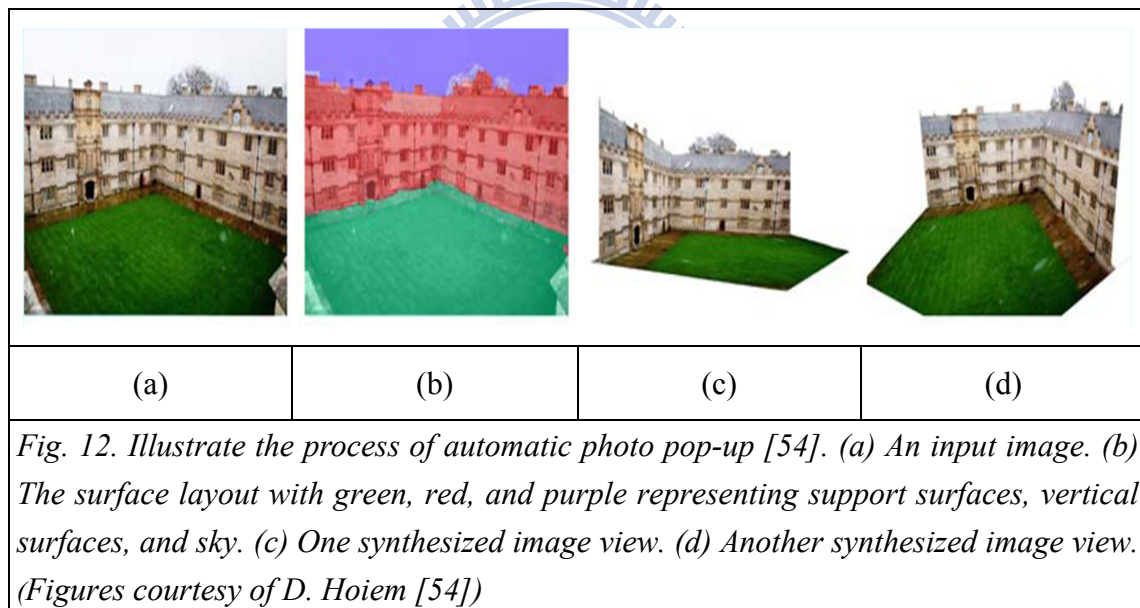 (a) (b) (c) (d)
Fig. 12. Illustrate the process of automatic photo pop-up [54]. (a) An input image. (b)
The surface layout with green, red, and purple representing support surfaces, vertical
surfaces, and sky. (c) One synthesized image view. (d) Another synthesized image view.
(Figures courtesy of D. Hoiem [54])